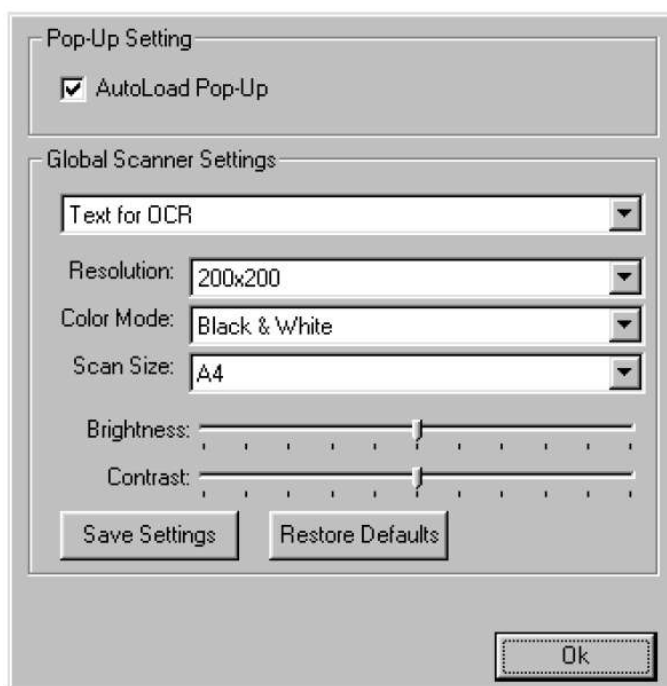 Pop-Up Setting
AutoLoad Pop-Up
Global Scanner Settings
Text for OCR
Resolution: 200x200
Color Mode: Black & White
Scan Size: A4
Brightness:
Contrast:
Save Settings Restore Defaults
Ok